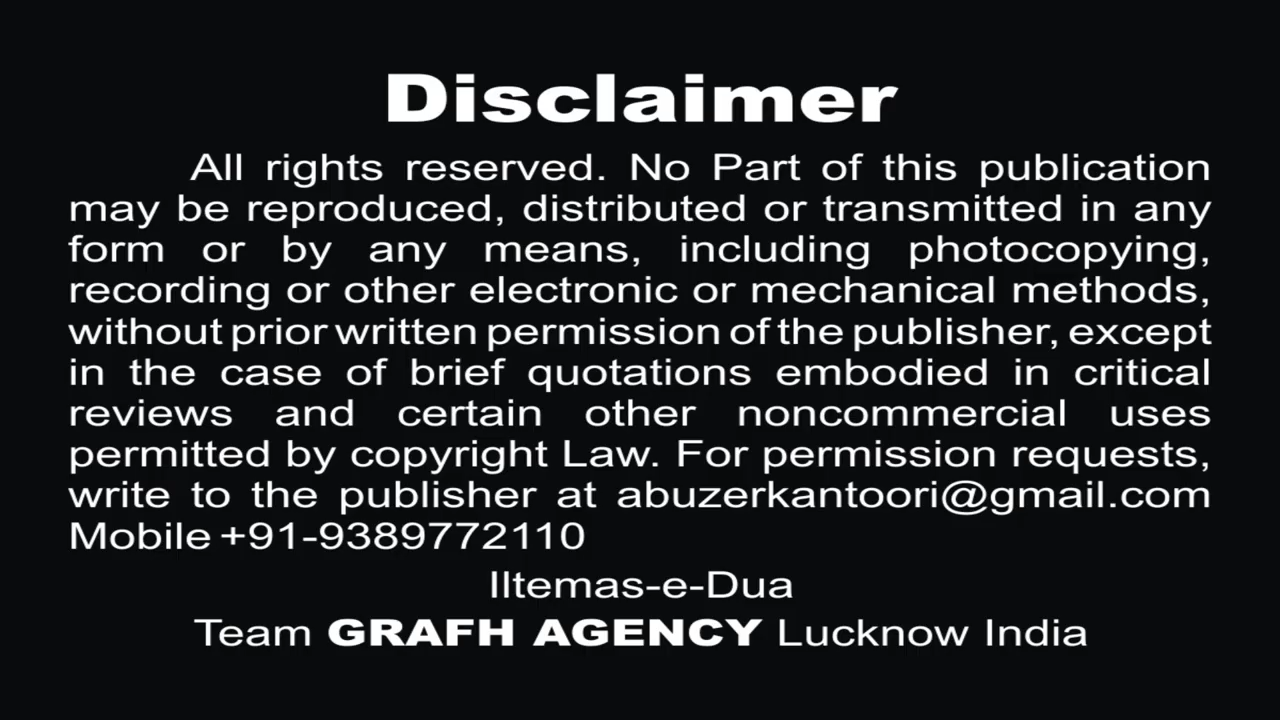 Disclaimer
All rights reserved. No Part of this publication
may be reproduced, distributed or transmitted in any
form or by any means, including photocopying,
recording or other electronic or mechanical methods,
without prior written permission of the publisher, except
in the case of brief quotations embodied in critical
reviews and certain other noncommercial uses
permitted by copyright Law. For permission requests,
write to the publisher at abuzerkantoori@gmail.com
Mobile +91-9389772110
IItemas-e-Dua
Team GRAFH AGENCY Lucknow India